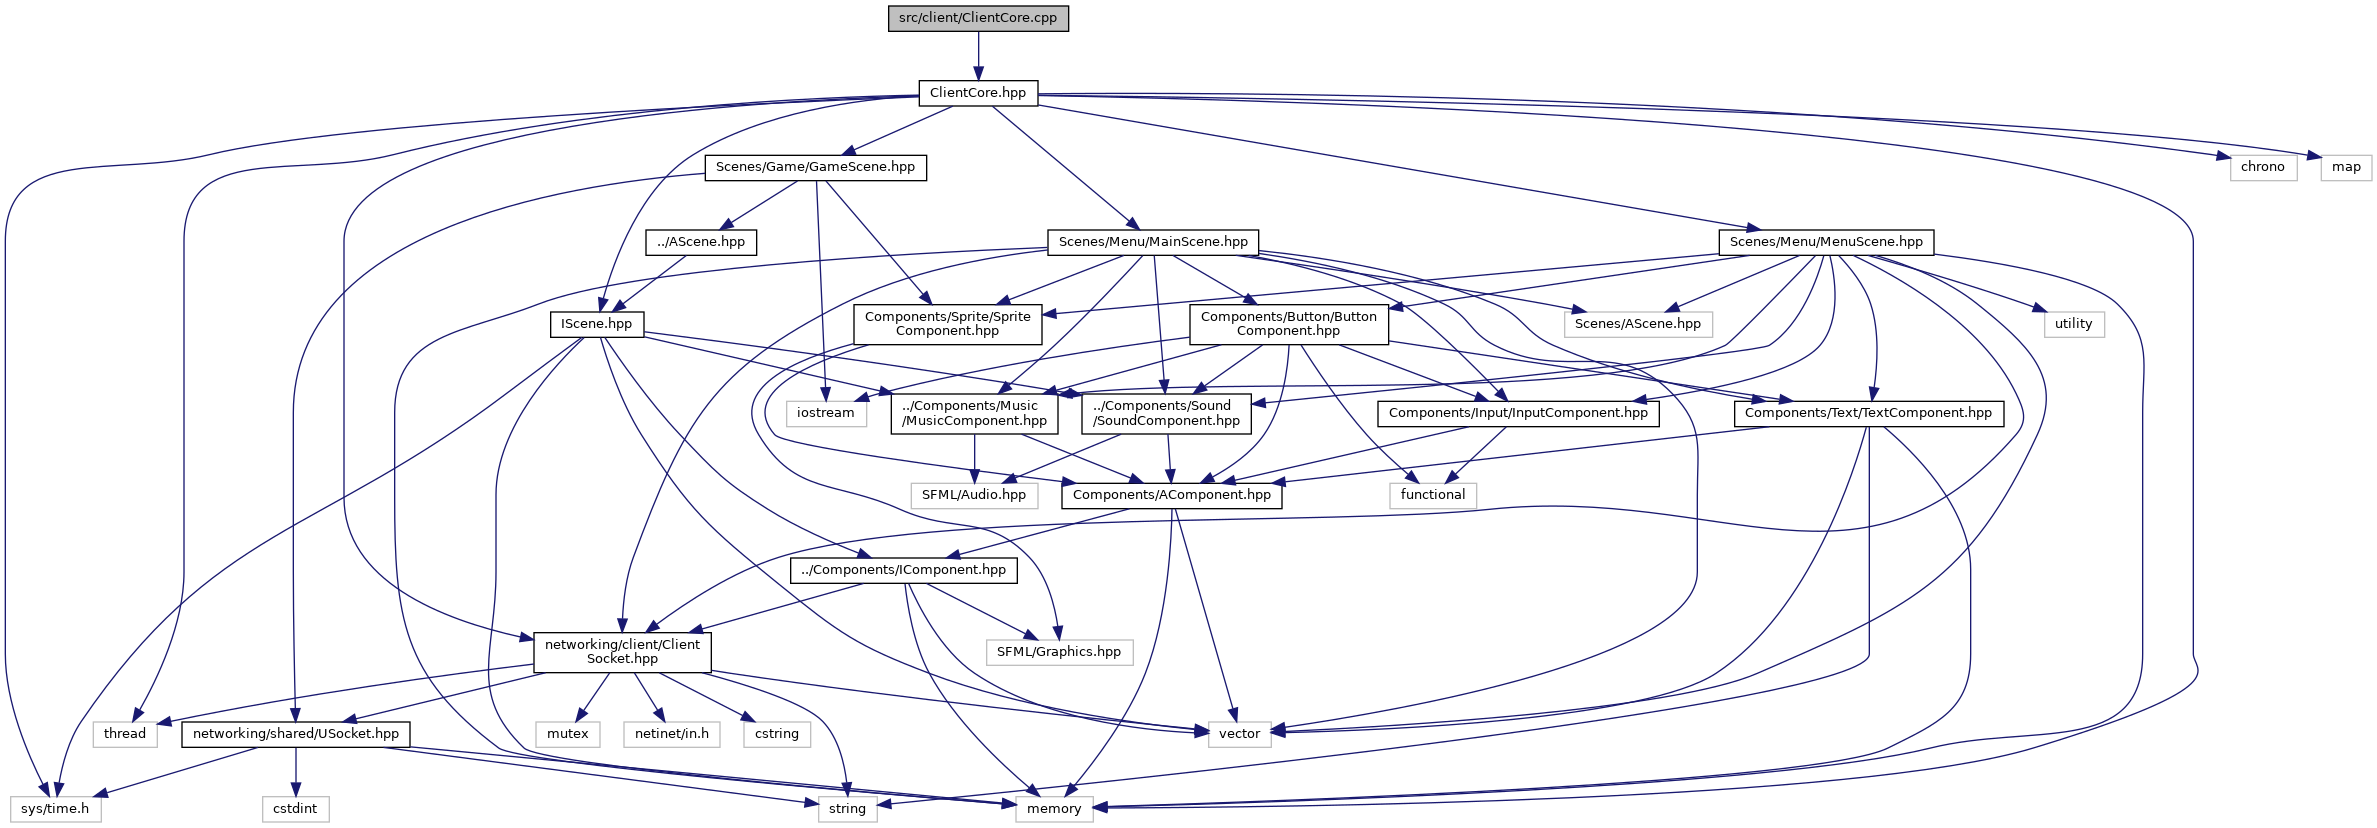 src/client/ClientCore.cpp
ClientCore.hpp
Scenes/Game/GameScene.hpp
chrono
map
../AScene.hpp
Scenes/Menu/MainScene.hpp
Scenes/Menu/MenuScene.hpp
IScene.hpp
Components/Sprite/Sprite
Component.hpp
Components/Button/Button
Component.hpp
Scenes/AScene.hpp
utility
iostream
../Components/Music
/MusicComponent.hpp
../Components/Sound
/SoundComponent.hpp
Components/Input/InputComponent.hpp
Components/Text/TextComponent.hpp
SFML/Audio.hpp
Components/AComponent.hpp
functional
../Components/IComponent.hpp
networking/client/Client
Socket.hpp
SFML/Graphics.hpp
thread
networking/shared/USocket.hpp
mutex
netinet/in.h
cstring
vector
sys/time.h
cstdint
string
memory